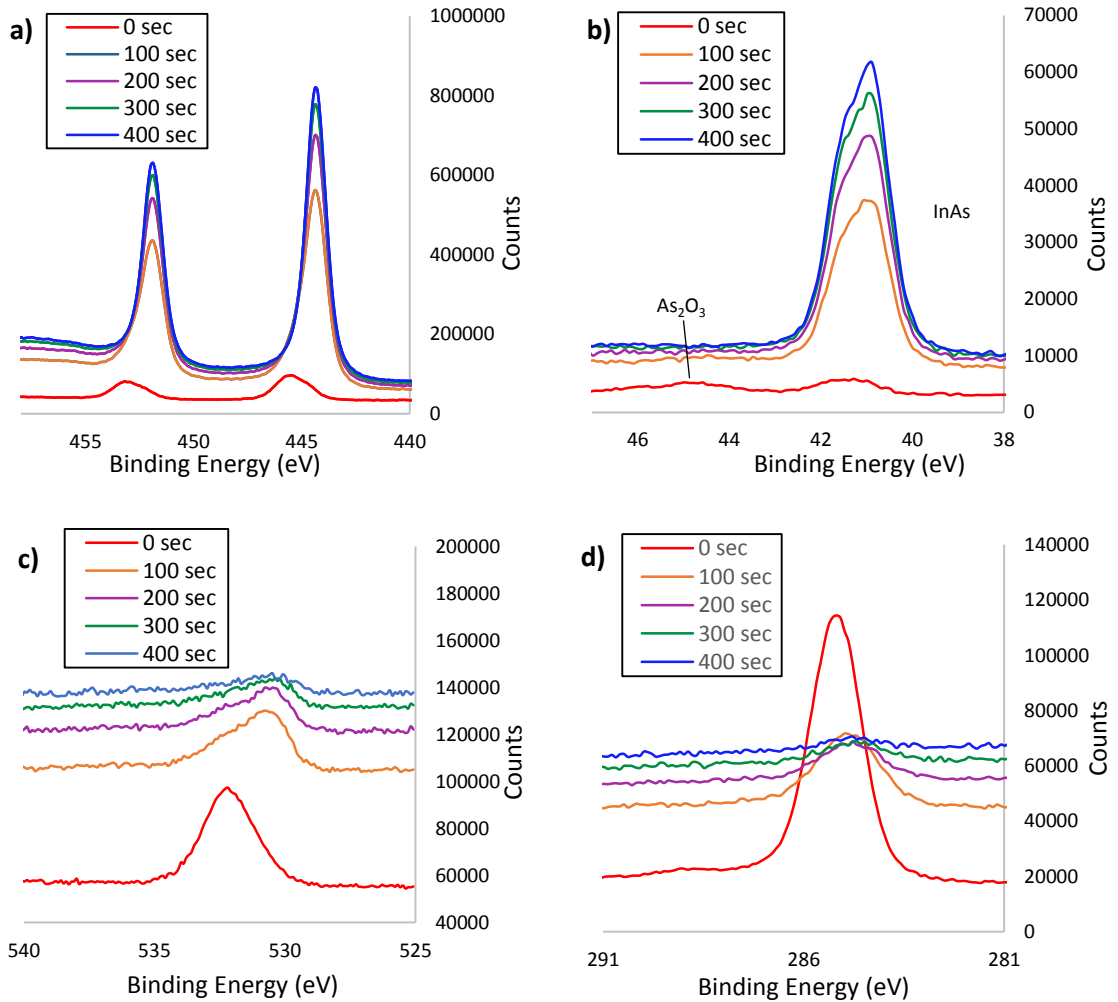 a)
0 sec
100 sec
200 sec
300 sec
400 sec
1000000
800000
600000
400000
200000
0
Counts
455
450
445
440
Binding Energy (eV)
b)
0 sec
100 sec
200 sec
300 sec
400 sec
70000
60000
50000
40000
30000
20000
10000
0
Counts
InAs
As₂O₃
46
44
42
40
38
Binding Energy (eV)
c)
0 sec
100 sec
200 sec
300 sec
400 sec
200000
180000
160000
140000
120000
100000
80000
60000
40000
Counts
540
535
530
525
Binding Energy (eV)
d)
0 sec
100 sec
200 sec
300 sec
400 sec
140000
120000
100000
80000
60000
40000
20000
0
Counts
291
286
281
Binding Energy (eV)